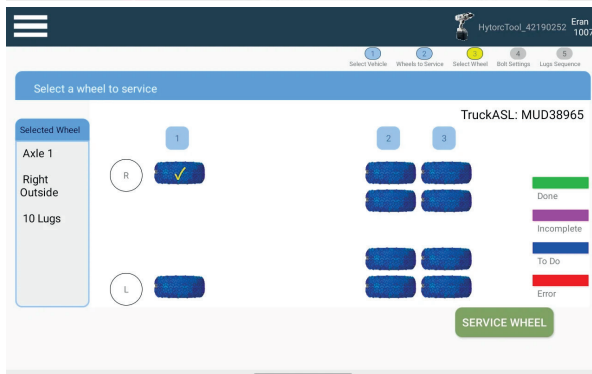 HytorcTool_42190252
Eran
1007
1
2
3
4
5
Select Vehicle
Wheels to Service
Select Wheel
Bolt Settings
Lugs Sequence
Select a wheel to service
TruckASL: MUD38965
Selected Wheel
Axle 1
Right
Outside
10 Lugs
1
2
3
R
L
Done
Incomplete
To Do
Error
SERVICE WHEEL